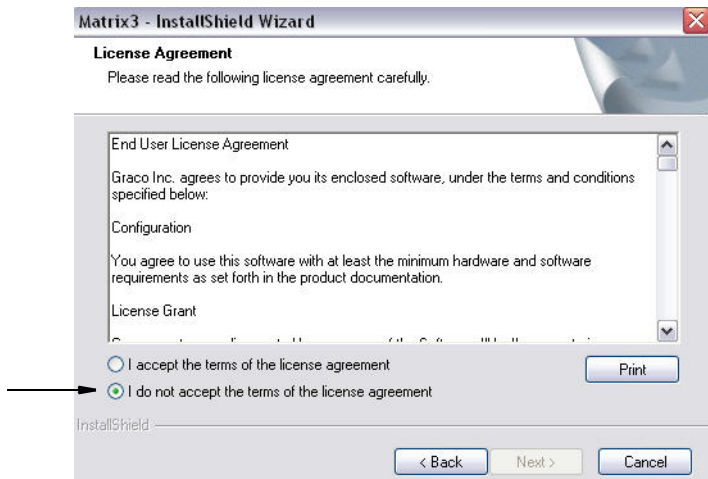 Matrix3 - InstallShield Wizard
License Agreement
Please read the following license agreement carefully.
End User License Agreement
Graco Inc. agrees to provide you its enclosed software, under the terms and conditions
specified below:
Configuration
You agree to use this software with at least the minimum hardware and software
requirements as set forth in the product documentation.
License Grant
I accept the terms of the license agreement
Print
I do not accept the terms of the license agreement
InstallShield
< Back
Next >
Cancel